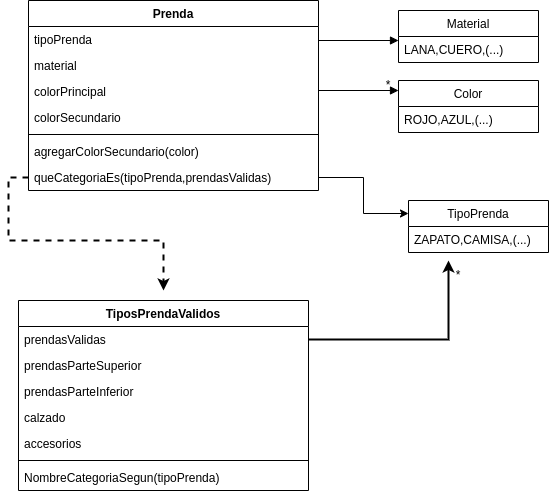 Prenda
tipoPrenda
material
colorPrincipal
colorSecundario
agregarColorSecundario(color)
queCategoriaEs(tipoPrenda,prendasValidas)
Material
LANA,CUERO,(...)
*
Color
ROJO,AZUL,(...)
TipoPrenda
ZAPATO,CAMISA,(...)
*
TiposPrendaValidos
prendasValidas
prendasParteSuperior
prendasParteInferior
calzado
accesorios
NombreCategoriaSegun(tipoPrenda)